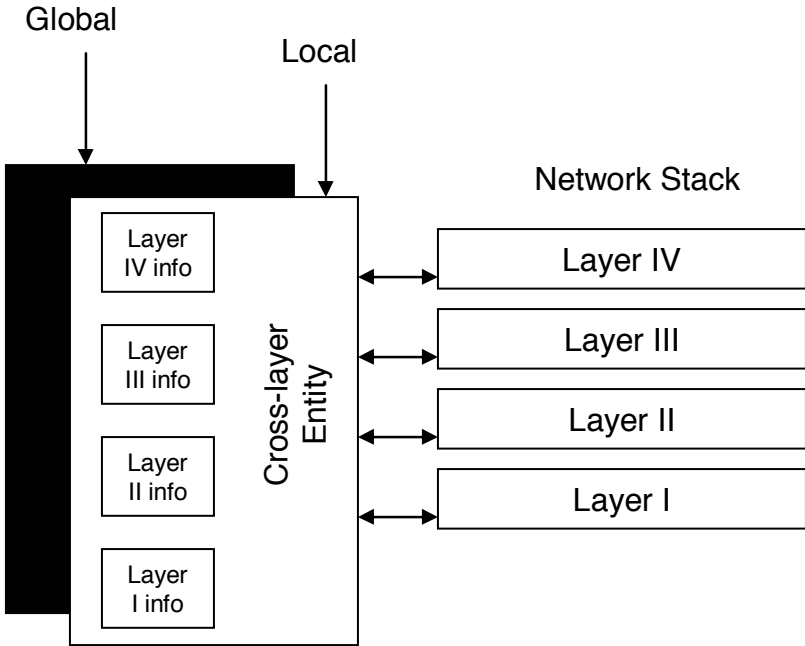 Global
Local
Network Stack
Layer
IV info
Layer
III info
Layer
II info
Layer
I info
Cross-layer
Entity
Layer IV
Layer III
Layer II
Layer I